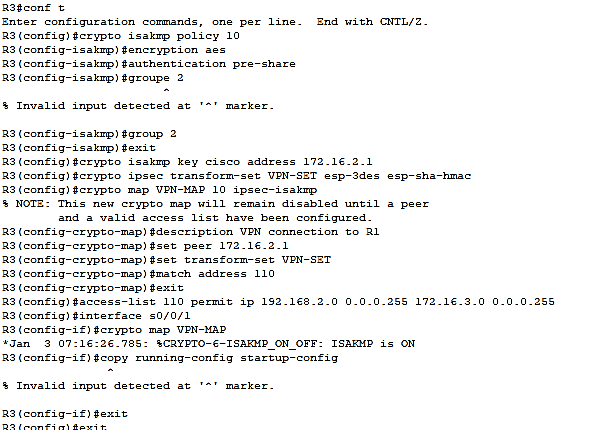 R3#conf t
Enter configuration commands, one per line.  End with CNTL/Z.
R3(config)#crypto isakmp policy 10
R3(config-isakmp)#encryption aes
R3(config-isakmp)#authentication pre-share
R3(config-isakmp)#groupe 2
^
% Invalid input detected at '^' marker.
R3(config-isakmp)#group 2
R3(config-isakmp)#exit
R3(config)#crypto isakmp key cisco address 172.16.2.1
R3(config)#crypto ipsec transform-set VPN-SET esp-3des esp-sha-hmac
R3(config)#crypto map VPN-MAP 10 ipsec-isakmp
% NOTE: This new crypto map will remain disabled until a peer
and a valid access list have been configured.
R3(config-crypto-map)#description VPN connection to R1
R3(config-crypto-map)#set peer 172.16.2.1
R3(config-crypto-map)#set transform-set VPN-SET
R3(config-crypto-map)#match address 110
R3(config-crypto-map)#exit
R3(config)#access-list 110 permit ip 192.168.2.0 0.0.0.255 172.16.3.0 0.0.0.255
R3(config)#interface s0/0/1
R3(config-if)#crypto map VPN-MAP
*Jan  3 07:16:26.785: %CRYPTO-6-ISAKMP_ON_OFF: ISAKMP is ON
R3(config-if)#copy running-config startup-config
^
% Invalid input detected at '^' marker.
R3(config-if)#exit
R3(config)#exit